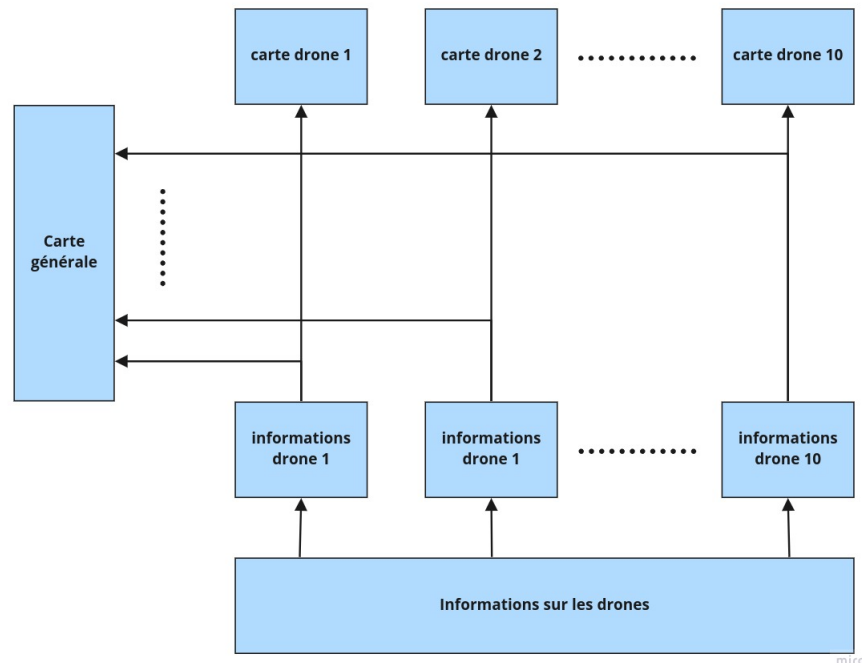 carte drone 1
carte drone 2
carte drone 10
Carte
générale
informations
drone 1
informations
drone 1
informations
drone 10
Informations sur les drones
miro